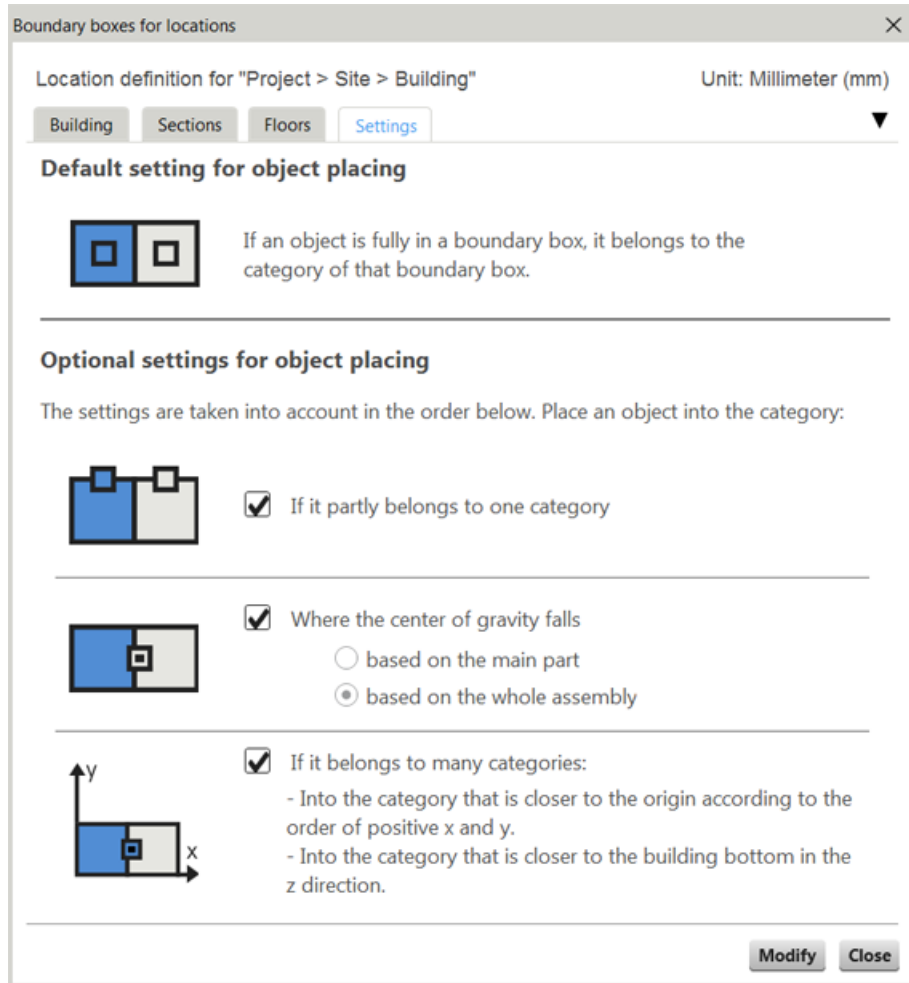 Boundary boxes for locations
Location definition for "Project > Site > Building" Unit: Millimeter (mm)
Building Sections Floors Settings
Default setting for object placing
If an object is fully in a boundary box, it belongs to the
category of that boundary box.
Optional settings for object placing
The settings are taken into account in the order below. Place an object into the category:
If it partly belongs to one category
Where the center of gravity falls
based on the main part
based on the whole assembly
y
x
If it belongs to many categories:
- Into the category that is closer to the origin according to the
order of positive x and y.
- Into the category that is closer to the building bottom in the
z direction.
Modify Close